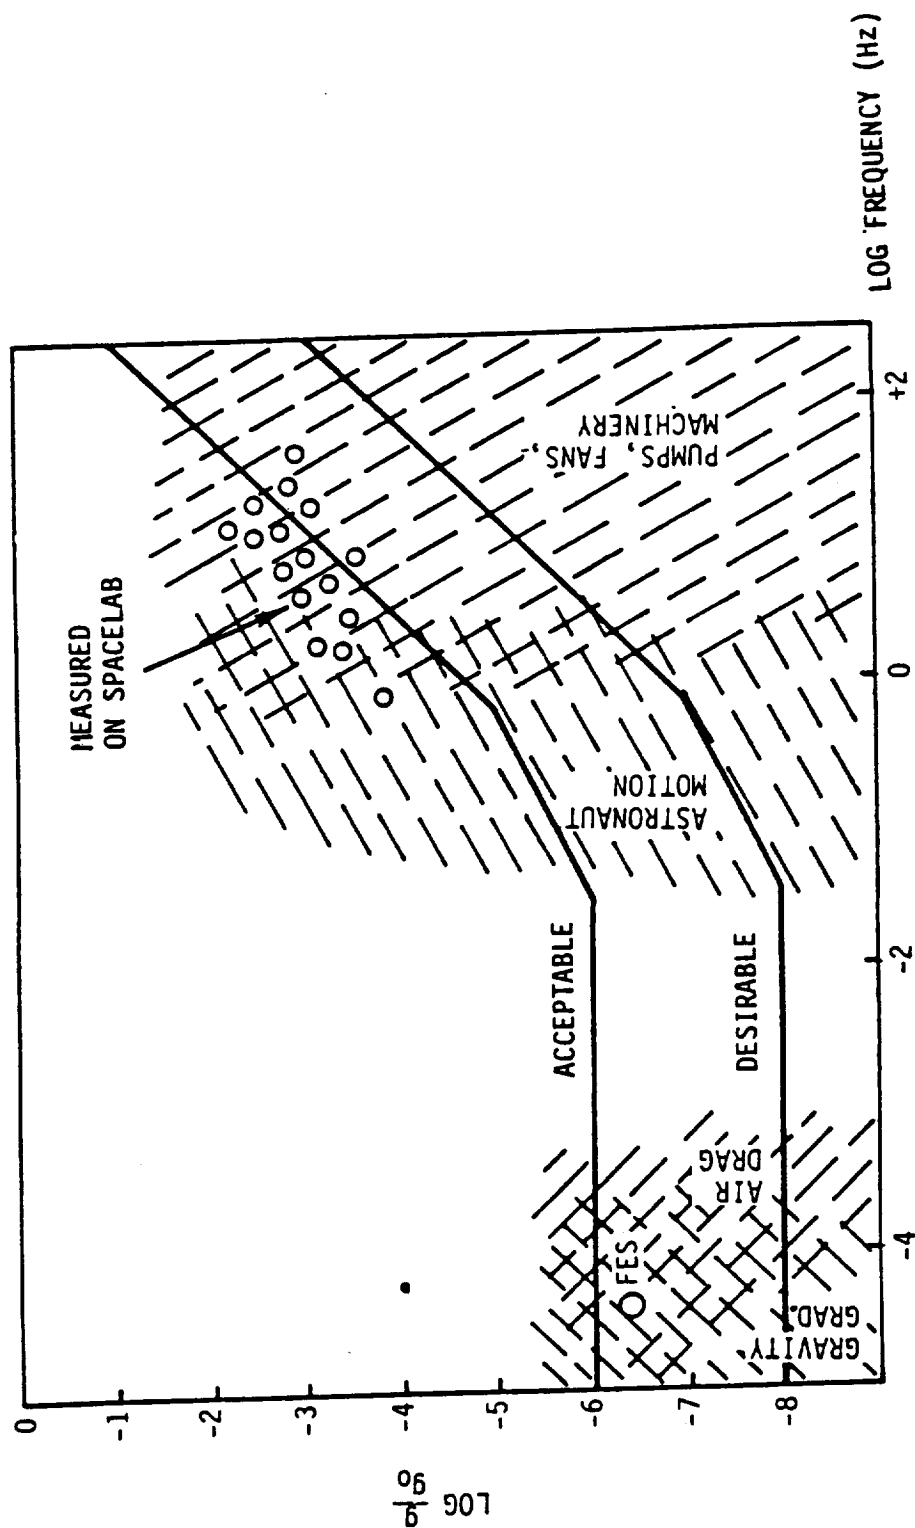 LOG g/g₀
0
-1
-2
-3
-4
-5
-6
-7
-8
MEASURED
ON SPACELAB
ACCEPTABLE
DESIRABLE
FES
GRAVITY
GRAD.
AIR
DRAG
ASTRONAUT
MOTION
PUMPS, FANS,
MACHINERY
-4
-2
0
+2
LOG FREQUENCY (Hz)